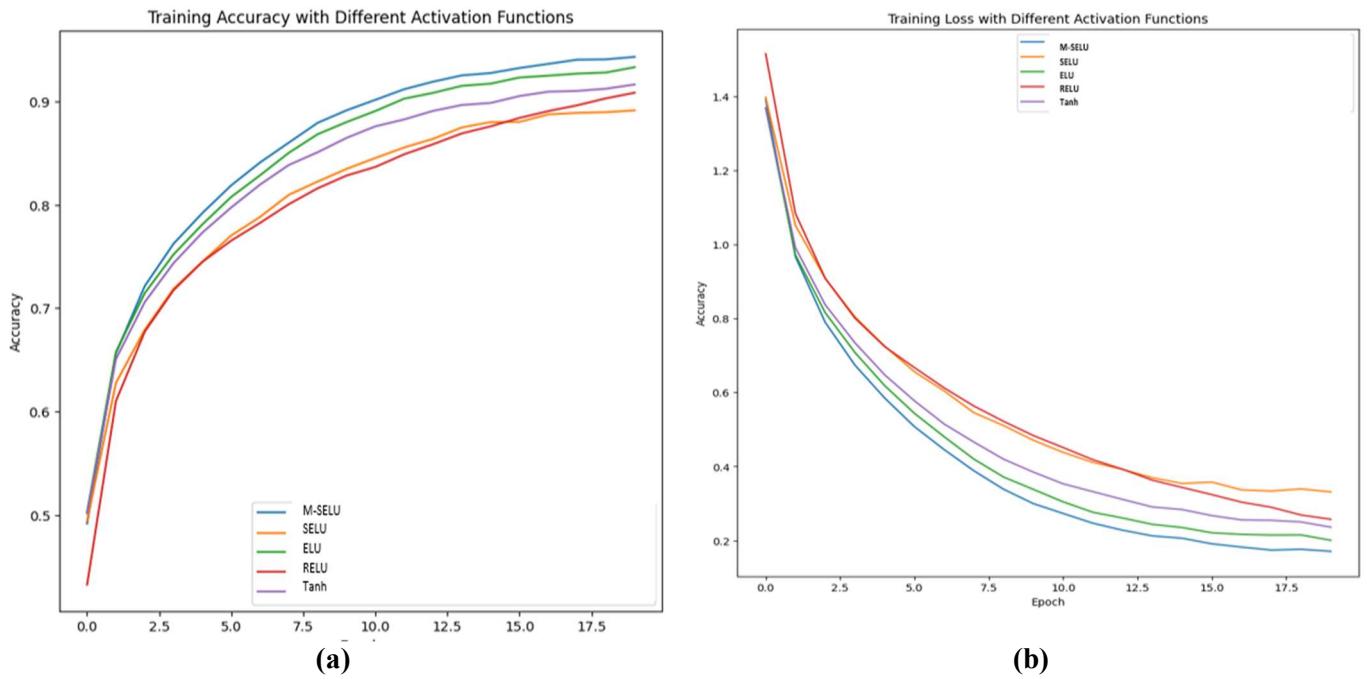 Training Accuracy with Different Activation Functions
Accuracy
0.9
0.8
0.7
0.6
0.5
M-SELU
SELU
ELU
RELU
Tanh
0.0 2.5 5.0 7.5 10.0 12.5 15.0 17.5
(a)
Training Loss with Different Activation Functions
Accuracy
1.4
1.2
1.0
0.8
0.6
0.4
0.2
M-SELU
SELU
ELU
RELU
Tanh
0.0 2.5 5.0 7.5 10.0 12.5 15.0 17.5
Epoch
(b)